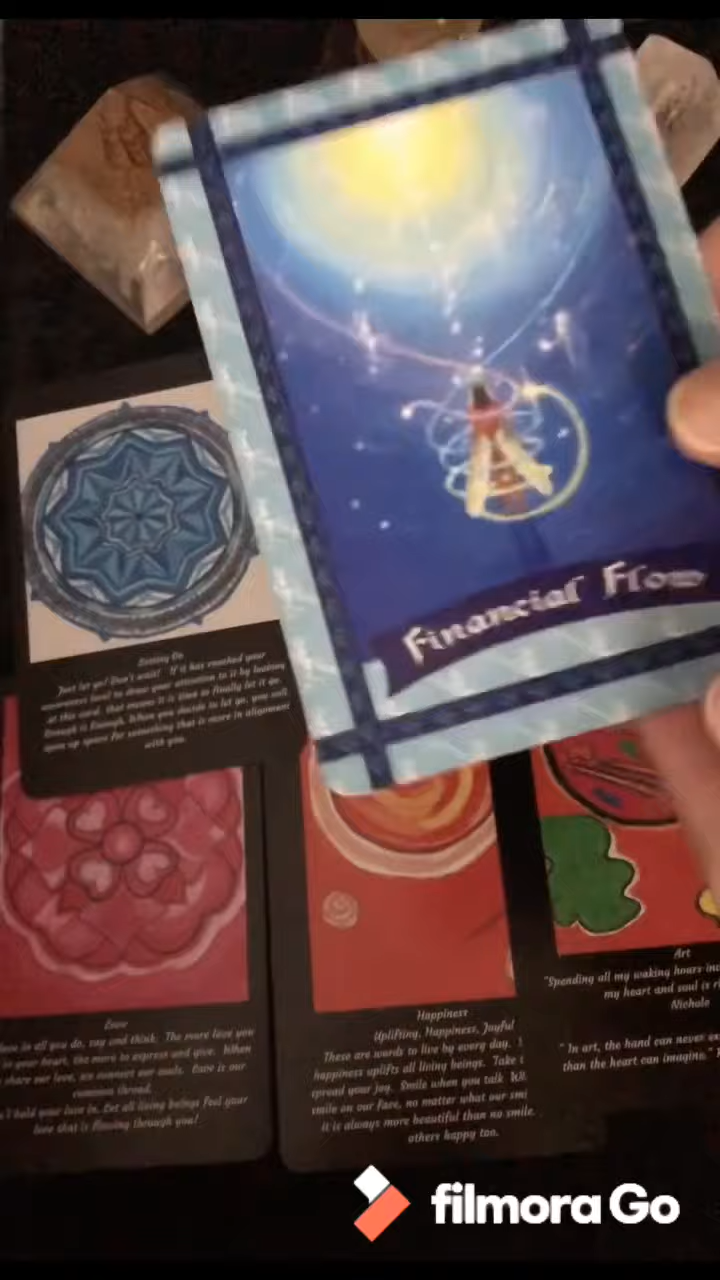 Financial Flow
Letting Go
Just let go! Don't wait! If it has reached your
awareness level to draw your attention to it by looking
at this card, that means it is time to finally let it go.
Enough is Enough. When you decide to let go, you will
open up space for something that is more in alignment
with you.
Love
love in all you do, say and think. The more love you
in your heart, the more to express and give. When
share our love, we connect our souls. Love is our
common thread.
hold your love in. Let all living beings feel your
love that is flowing through you!
Happiness
Uplifting, Happiness, Joyful
These are words to live by every day.
happiness uplifts all living beings. Take
spread your joy. Smile when you talk.
smile on our face, no matter what our
it is always more beautiful than no smile.
others happy too.
Art
"Spending all my waking hours
my heart and soul is
Nichole
" In art, the hand can never
than the heart can imagine."
filmora Go